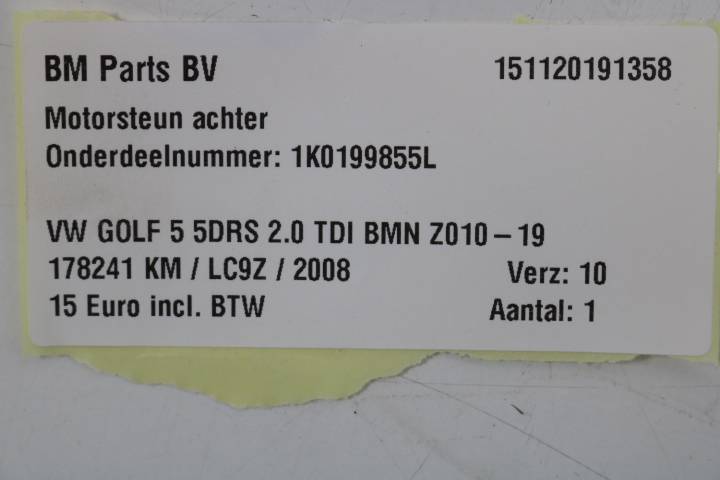 BM Parts BV 151120191358
Motorsteun achter
Onderdeelnummer: 1K0199855L
VW GOLF 5 5DRS 2.0 TDI BMN Z010 – 19
178241 KM / LC9Z / 2008 Verz: 10
15 Euro incl. BTW Aantal: 1